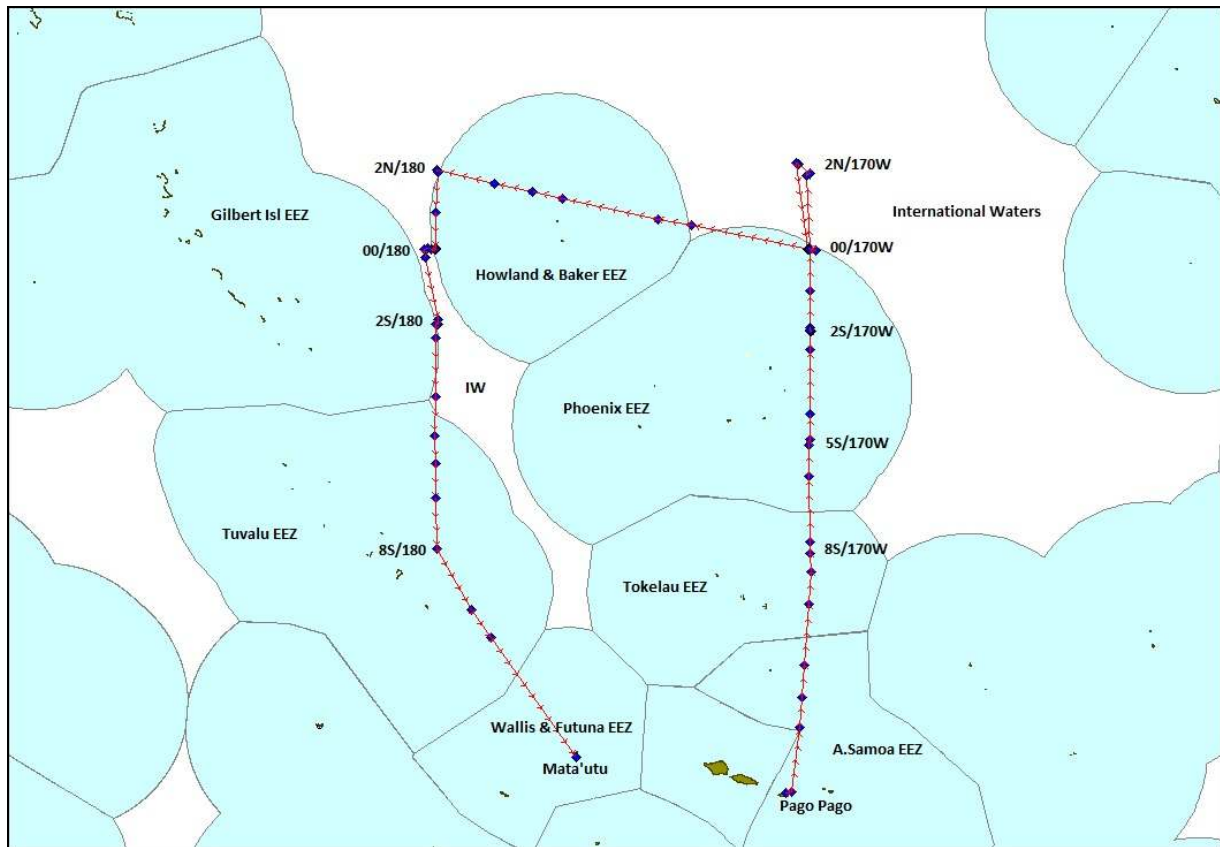 2N/180
2N/170W
Gilbert Isl EEZ
International Waters
00/180
00/170W
Howland & Baker EEZ
2S/180
2S/170W
IW
Phoenix EEZ
5S/170W
Tuvalu EEZ
8S/180
8S/170W
Tokelau EEZ
Wallis & Futuna EEZ
A.Samoa EEZ
Mata'utu
Pago Pago